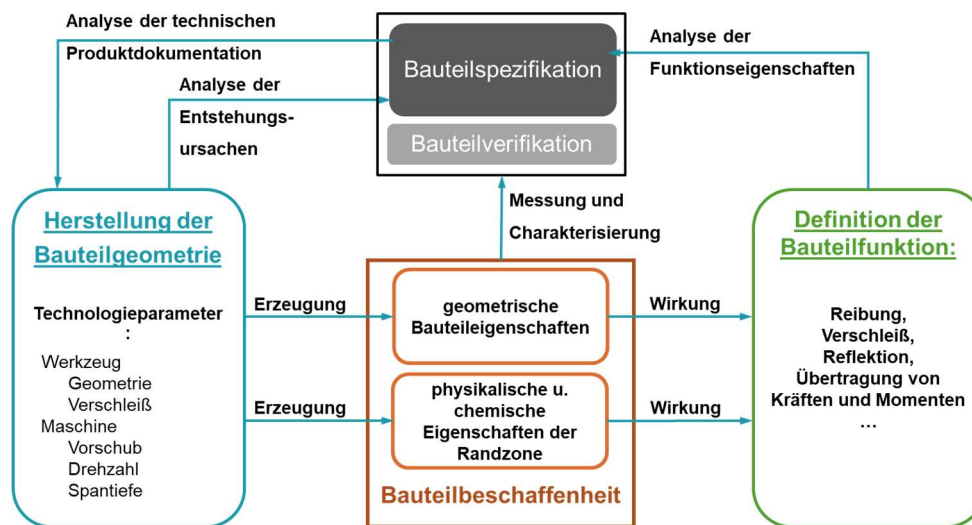 Analyse der technischen
Produktdokumentation
Analyse der
Entstehungs-
ursachen
Bauteilspezifikation
Bauteilverifikation
Analyse der
Funktionseigenschaften
Messung und
Charakterisierung
Herstellung der
Bauteilgeometrie
Technologieparameter
:
Werkzeug
Geometrie
Verschleiß
Maschine
Vorschub
Drehzahl
Spantiefe
Erzeugung
Erzeugung
geometrische
Bauteileigenschaften
physikalische u.
chemische
Eigenschaften der
Randzone
Bauteilbeschaffenheit
Wirkung
Wirkung
Definition der
Bauteilfunktion:
Reibung,
Verschleiß,
Reflektion,
Übertragung von
Kräften und Momenten
...